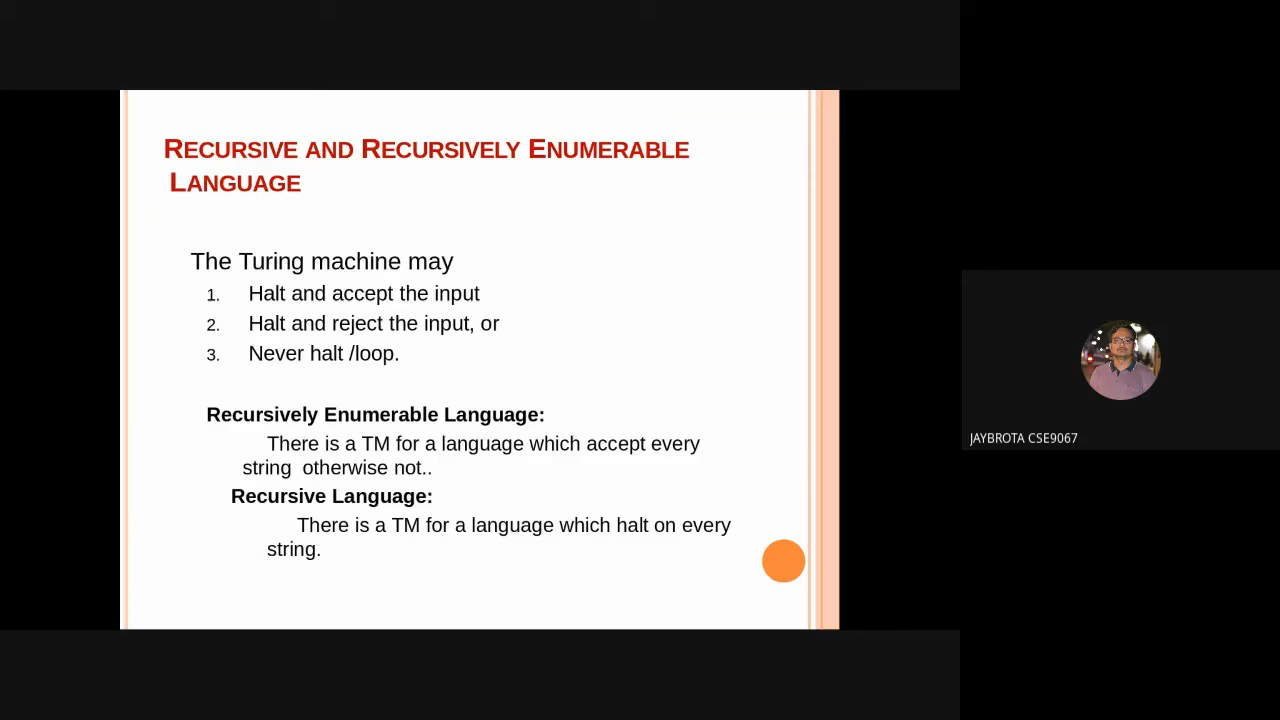 RECURSIVE AND RECURSIVELY ENUMERABLE
LANGUAGE
The Turing machine may
1. Halt and accept the input
2. Halt and reject the input, or
3. Never halt /loop.
Recursively Enumerable Language:
There is a TM for a language which accept every
string otherwise not..
Recursive Language:
There is a TM for a language which halt on every
string.
JAYBROTA CSE9067